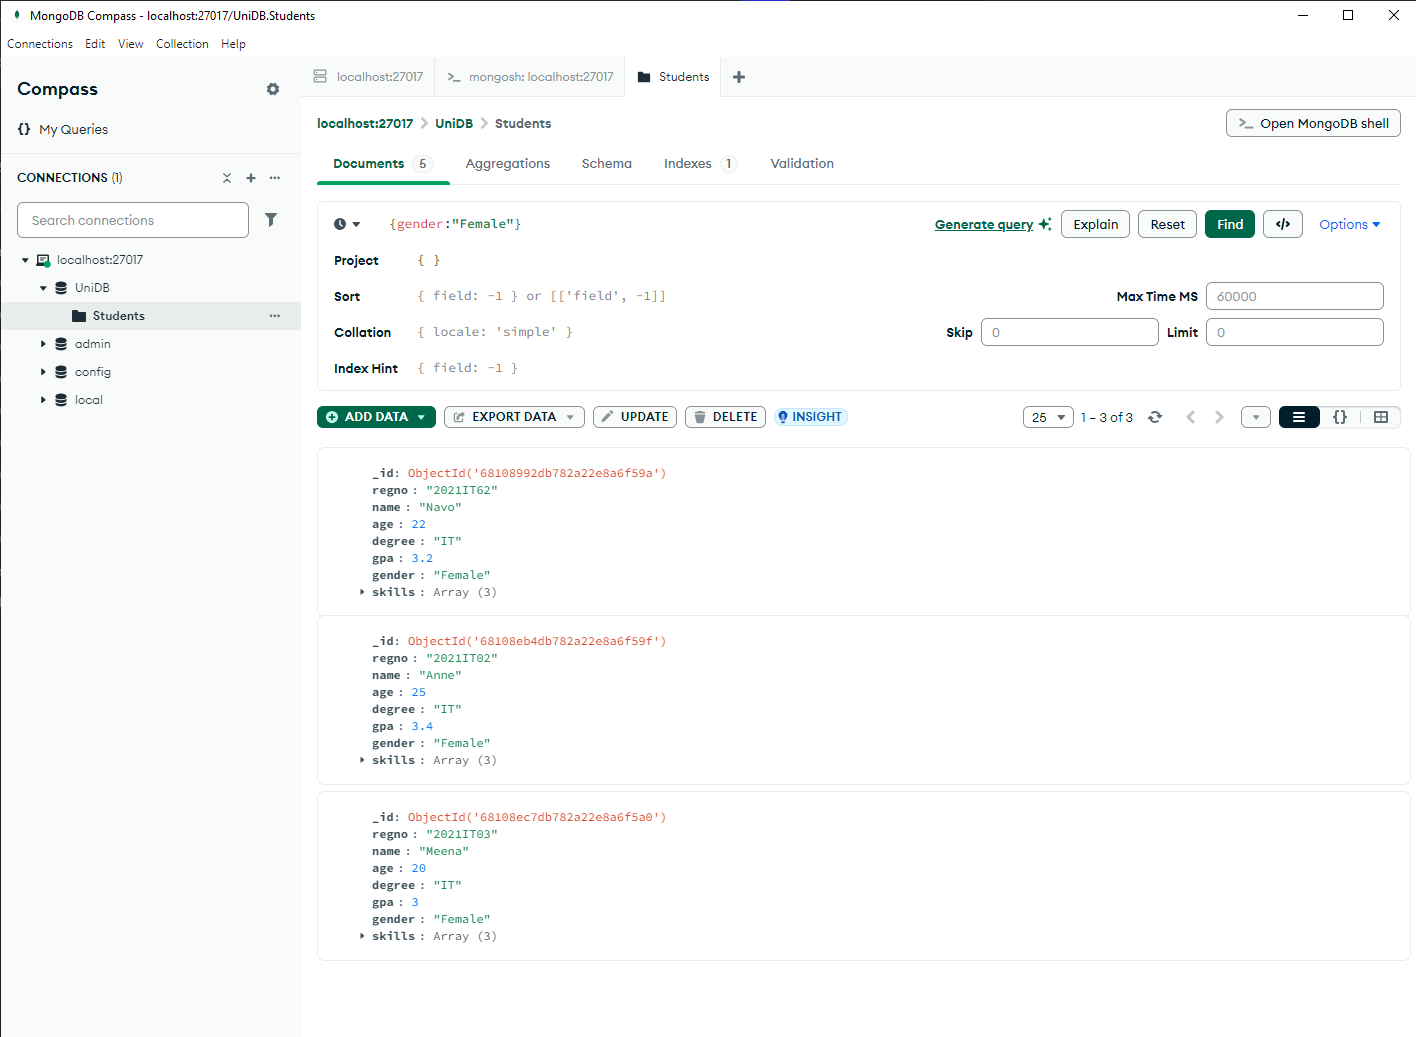 MongoDB Compass - localhost:27017/UniDB.Students
Connections Edit View Collection Help
Compass
{} My Queries
CONNECTIONS (1)
Search connections
localhost:27017
UniDB
Students
admin
config
local
localhost:27017
>_ mongosh: localhost:27017
Students
localhost:27017 > UniDB > Students
>_ Open MongoDB shell
Documents 5 Aggregations Schema Indexes 1 Validation
{gender:"Female"}
Generate query Explain Reset Find </> Options
Project { }
Sort { field: -1 } or [['field', -1]]
Max Time MS 60000
Collation { locale: 'simple' }
Skip 0 Limit 0
Index Hint { field: -1 }
ADD DATA EXPORT DATA UPDATE DELETE INSIGHT
25 1 – 3 of 3 {}
_id: ObjectId('68108992db782a22e8a6f59a')
regno : "2021IT62"
name : "Navo"
age : 22
degree : "IT"
gpa : 3.2
gender : "Female"
skills : Array (3)
_id: ObjectId('68108eb4db782a22e8a6f59f')
regno : "2021IT02"
name : "Anne"
age : 25
degree : "IT"
gpa : 3.4
gender : "Female"
skills : Array (3)
_id: ObjectId('68108ec7db782a22e8a6f5a0')
regno : "2021IT03"
name : "Meena"
age : 20
degree : "IT"
gpa : 3
gender : "Female"
skills : Array (3)